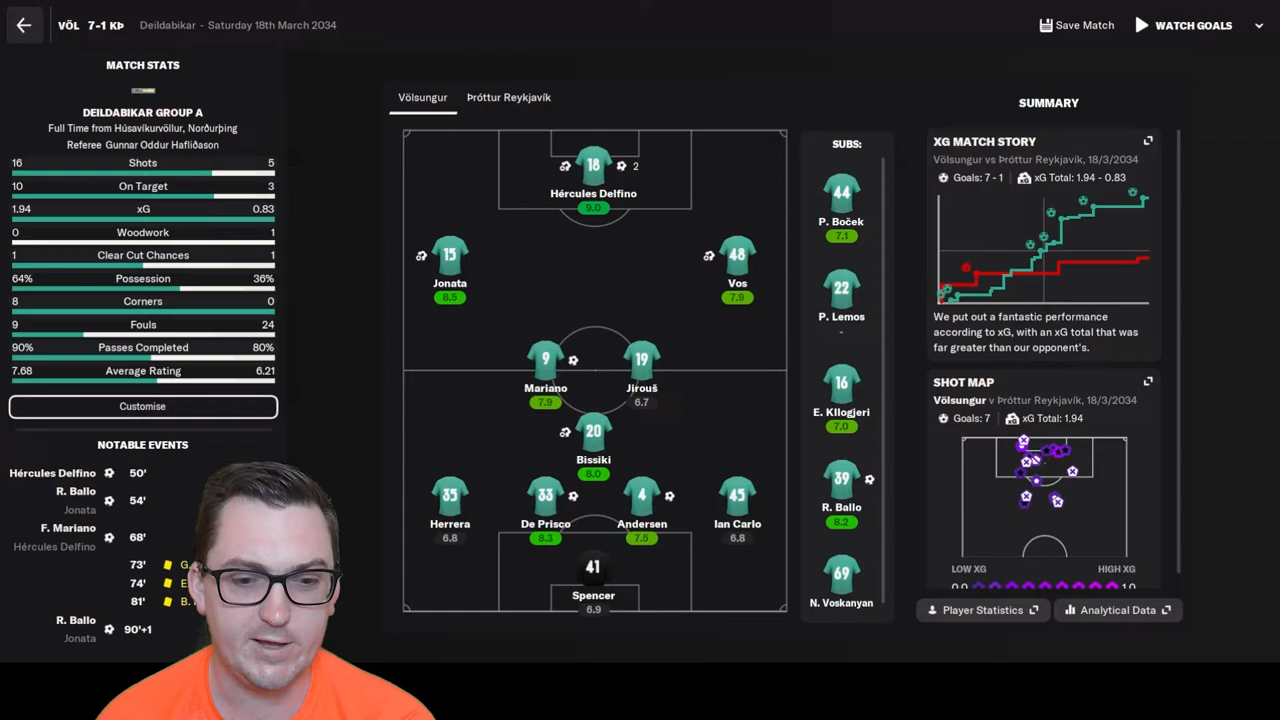 VÖL 7-1 KÞ
Deildabikar - Saturday 18th March 2034
Save Match
WATCH GOALS
MATCH STATS
DEILDABIKAR GROUP A
Full Time from Húsavíkurvöllur, Norðurþing
Referee Gunnar Oddur Hafliðason
16 Shots 5
10 On Target 3
1.94 xG 0.83
0 Woodwork 1
1 Clear Cut Chances 1
64% Possession 36%
8 Corners 0
9 Fouls 24
90% Passes Completed 80%
7.68 Average Rating 6.21
Customise
NOTABLE EVENTS
Hércules Delfino 50'
R. Ballo
Jonata
54'
F. Mariano
Hércules Delfino
68'
73' G.
74' E.
81' B.
R. Ballo
Jonata
90'+1
Völsungur
Þróttur Reykjavík
18 2
Hércules Delfino
9.0
15
Jonata
8.5
48
Vos
7.9
9
Mariano
7.9
19
Jirouš
6.7
20
Bissiki
8.0
35
Herrera
6.8
33
De Prisco
8.3
4
Andersen
7.5
45
Ian Carlo
6.8
41
Spencer
6.9
SUBS:
44
P. Boček
7.1
22
P. Lemos
-
16
E. Kllogjeri
7.0
39
R. Ballo
8.2
69
N. Voskanyan
SUMMARY
XG MATCH STORY
Völsungur vs Þróttur Reykjavík, 18/3/2034
Goals: 7 - 1 xG Total: 1.94 - 0.83
We put out a fantastic performance
according to xG, with an xG total that was
far greater than our opponent's.
SHOT MAP
Völsungur v Þróttur Reykjavík, 18/3/2034
Goals: 7 xG Total: 1.94
LOW XG HIGH XG
0.0 1.0
Player Statistics
Analytical Data